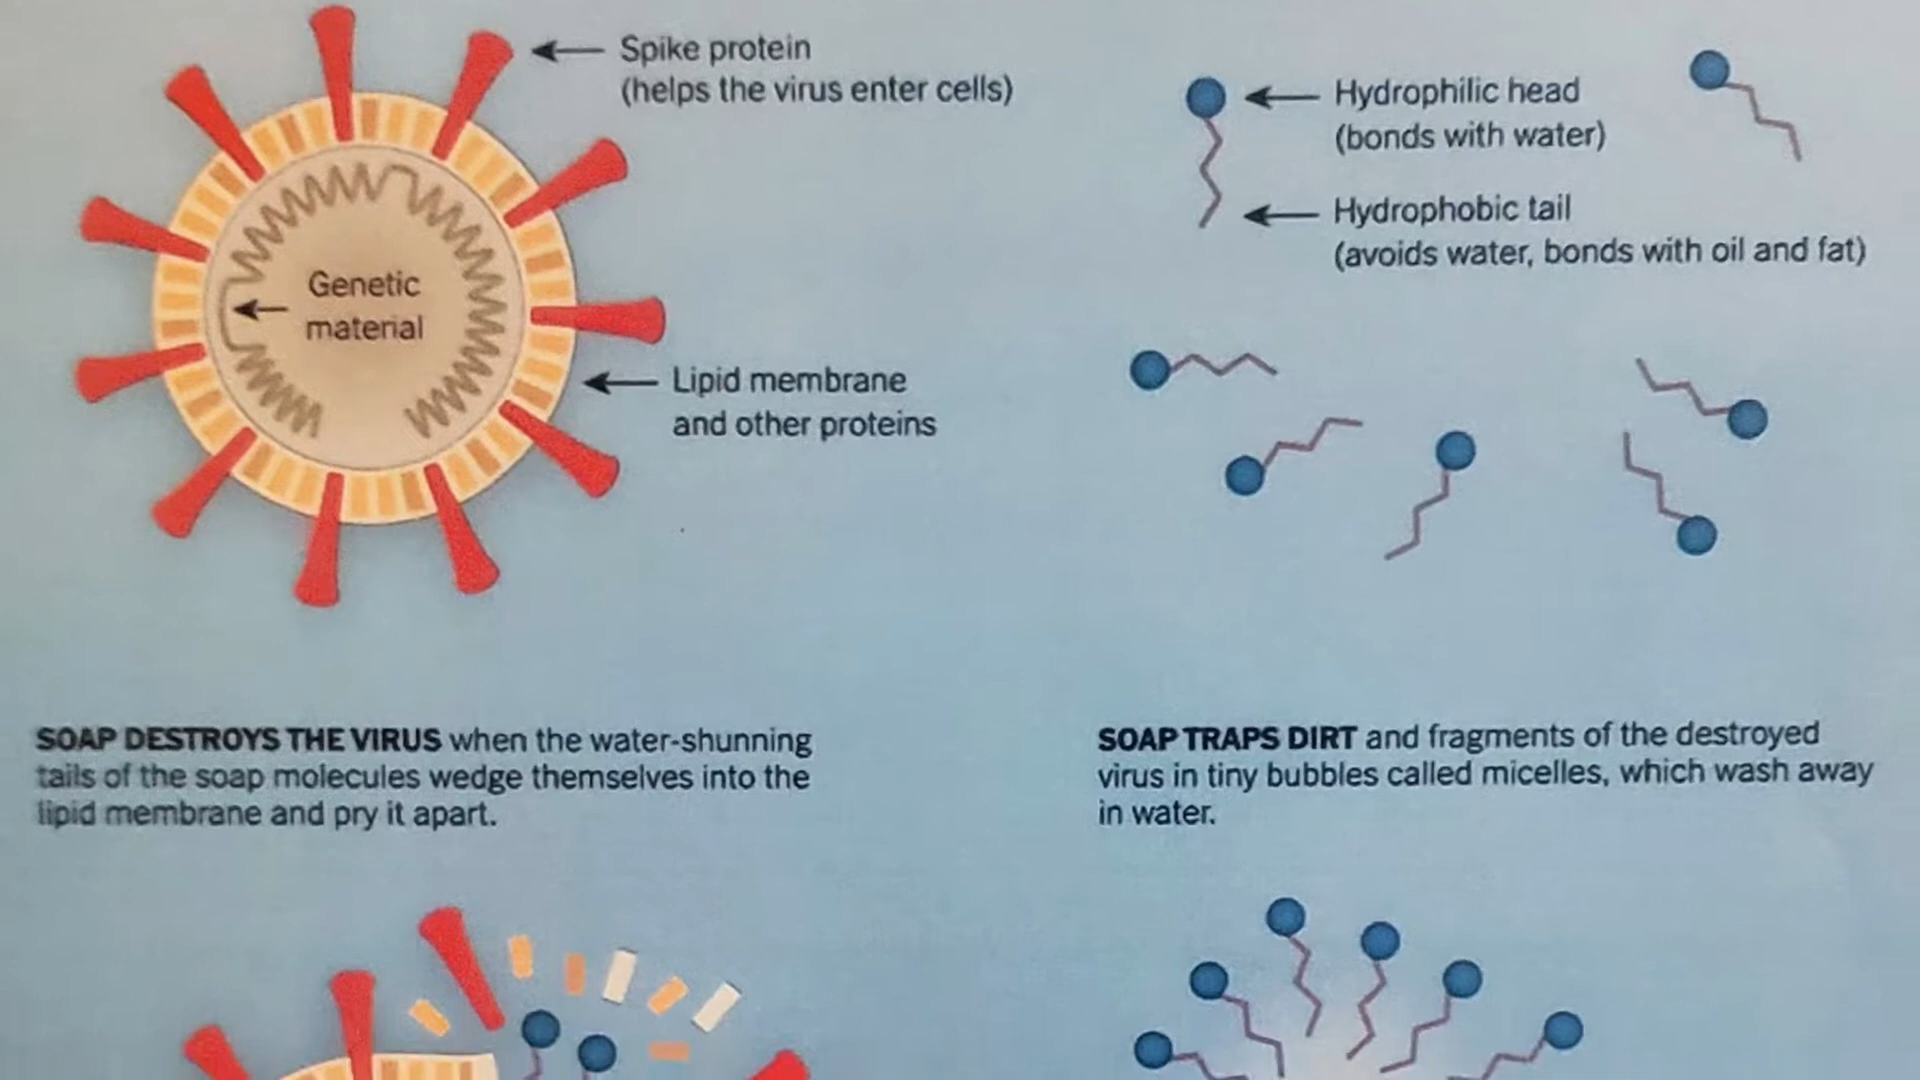 Spike protein
(helps the virus enter cells)
Genetic
material
Lipid membrane
and other proteins
Hydrophilic head
(bonds with water)
Hydrophobic tail
(avoids water, bonds with oil and fat)
SOAP DESTROYS THE VIRUS when the water-shunning
tails of the soap molecules wedge themselves into the
lipid membrane and pry it apart.
SOAP TRAPS DIRT and fragments of the destroyed
virus in tiny bubbles called micelles, which wash away
in water.